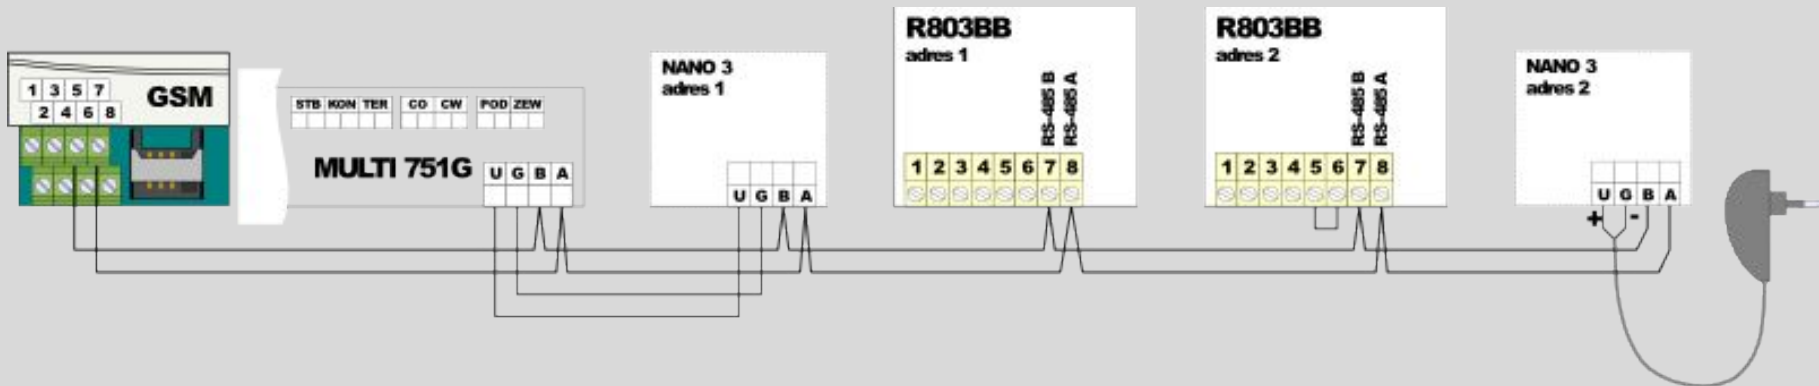 1 3 5 7
2 4 6 8
GSM
STB KON TER CO CW POD ZEW
MULTI 751G
U G B A
NANO 3
adres 1
U G B A
R803BB
adres 1
RS-485 B
RS-485 A
1 2 3 4 5 6 7 8
R803BB
adres 2
RS-485 B
RS-485 A
1 2 3 4 5 6 7 8
NANO 3
adres 2
U G B A
+ -